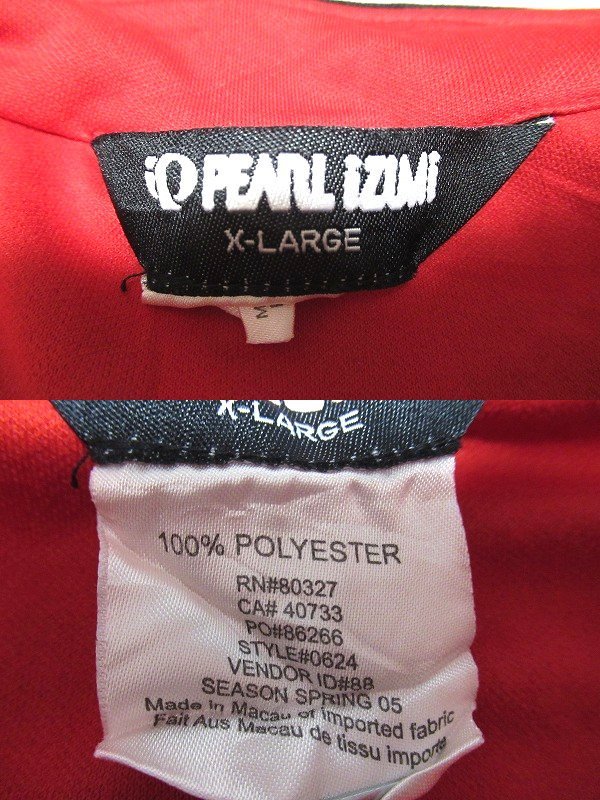 PEARL iZUMi
X-LARGE
M
X-LARGE
100% POLYESTER
RN#80327
CA# 40733
PO#86266
STYLE#0624
VENDOR ID#88
SEASON SPRING 05
Made in Macau of imported fabric
Fait Aus Macau de tissu importe